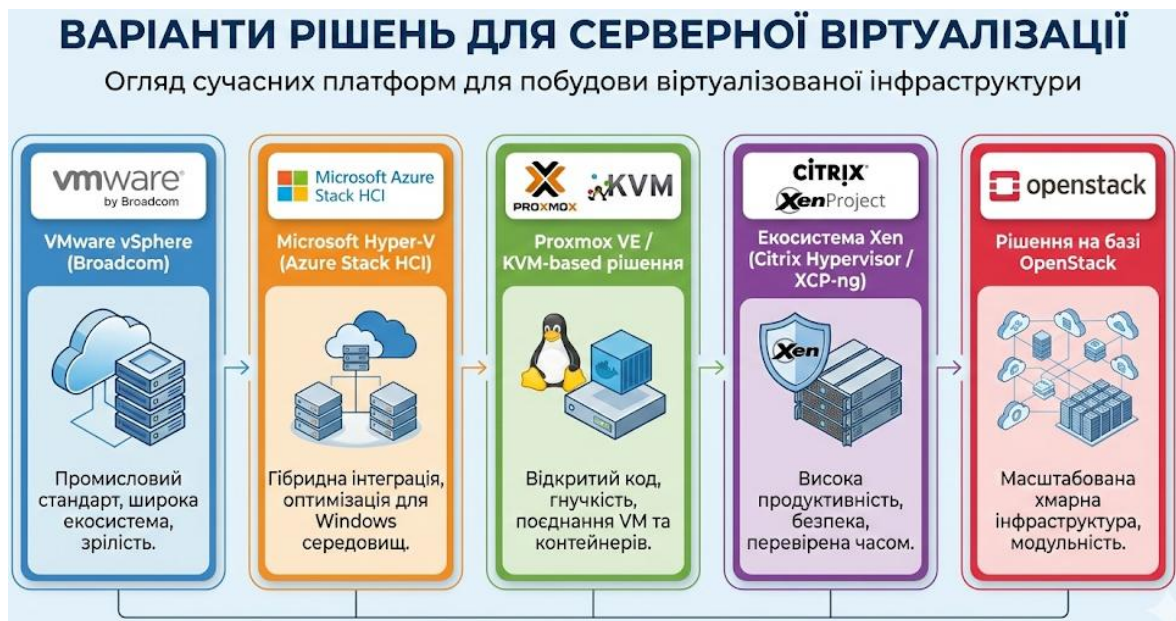 ВАРІАНТИ РІШЕНЬ ДЛЯ СЕРВЕРНОЇ ВІРТУАЛІЗАЦІЇ
Огляд сучасних платформ для побудови віртуалізованої інфраструктури
vmware®
by Broadcom
VMware vSphere
(Broadcom)
Промисловий
стандарт, широка
екосистема,
зрілість.
Microsoft Azure
Stack HCI
Microsoft Hyper-V
(Azure Stack HCI)
Гібридна інтеграція,
оптимізація для
Windows
середовищ.
PROXMOX
KVM
Proxmox VE /
KVM-based рішення
Відкритий код,
гнучкість,
поєднання VM та
контейнерів.
CİTRIX
XenProject
Екосистема Xen
(Citrix Hypervisor /
XCP-ng)
Xen
Висока
продуктивність,
безпека,
перевірена часом.
openstack
Рішення на базі
OpenStack
Масштабована
хмарна
інфраструктура,
модульність.